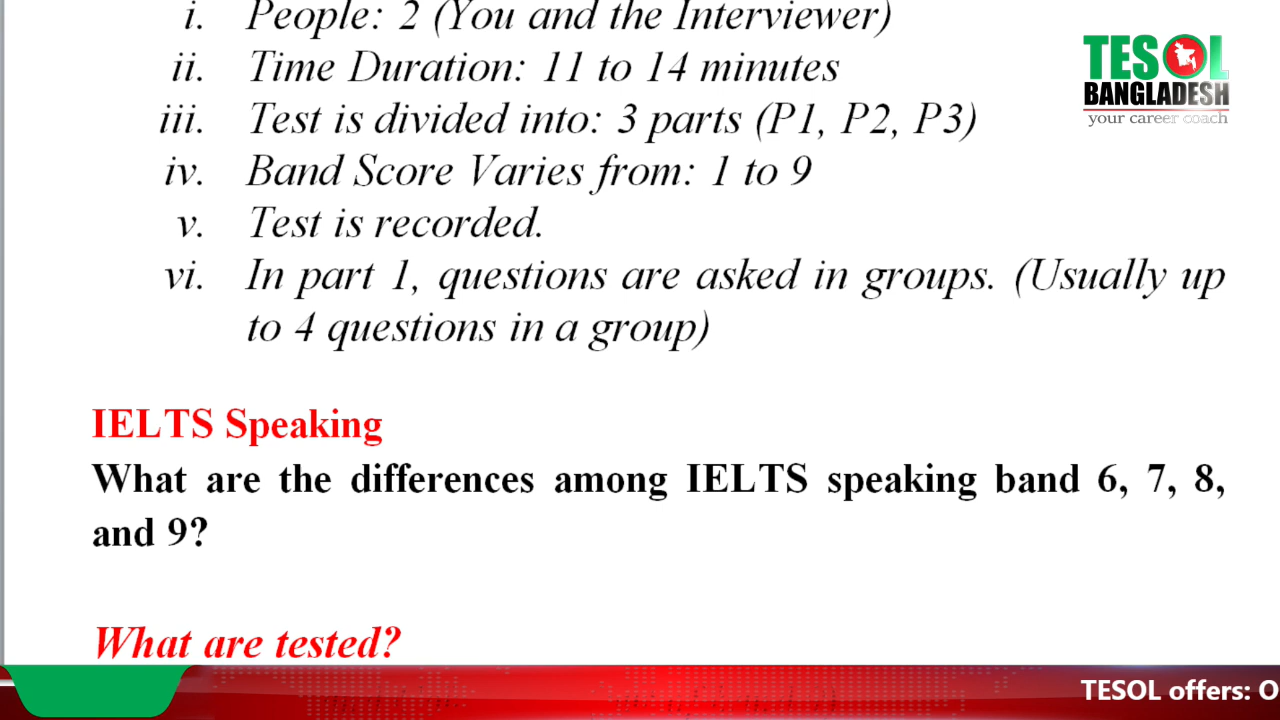 i. People: 2 (You and the Interviewer)
ii. Time Duration: 11 to 14 minutes
iii. Test is divided into: 3 parts (P1, P2, P3)
iv. Band Score Varies from: 1 to 9
v. Test is recorded.
vi. In part 1, questions are asked in groups. (Usually up
to 4 questions in a group)
TESOL
BANGLADESH
your career coach
IELTS Speaking
What are the differences among IELTS speaking band 6, 7, 8,
and 9?
What are tested?
TESOL offers: O